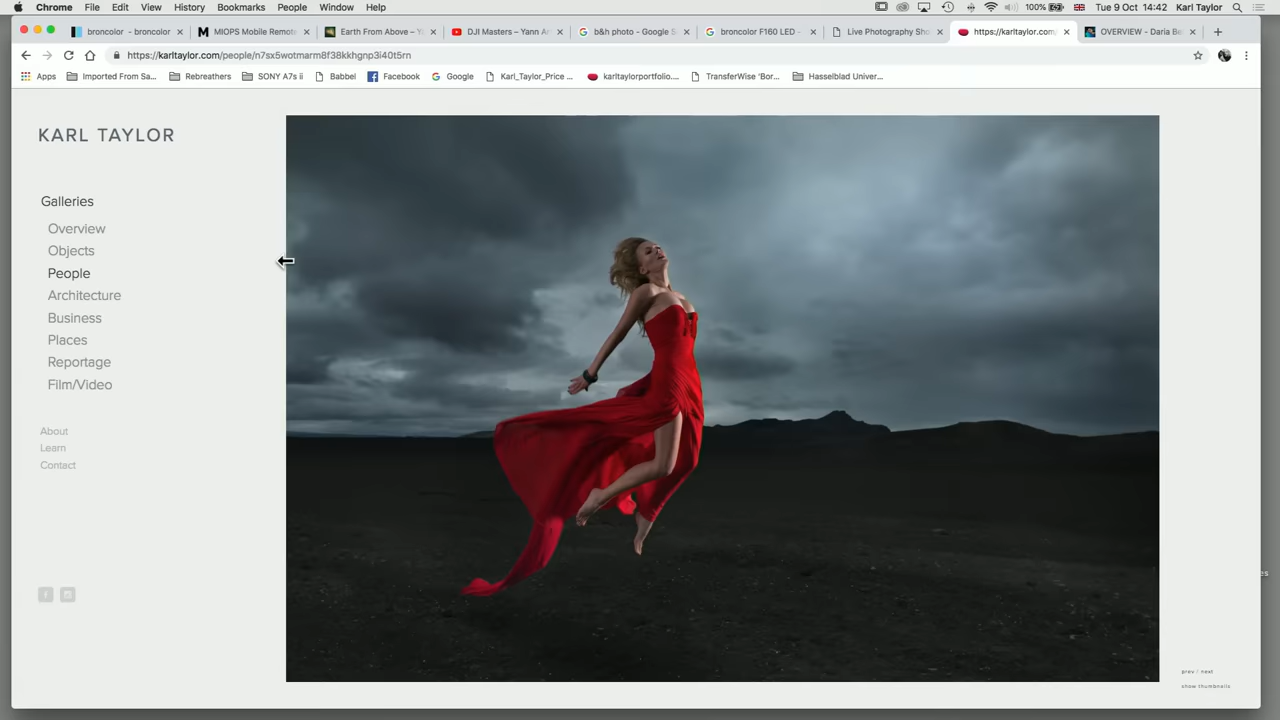 Chrome File Edit View History Bookmarks People Window Help 100% Tue 9 Oct 14:42 Karl Taylor
broncolor - broncolor
MIOPS Mobile Remote
Earth From Above – Y
DJI Masters – Yann A
b&h photo - Google S
broncolor F160 LED -
Live Photography Sho
https://karltaylor.com
OVERVIEW - Daria Be
https://karltaylor.com/people/n7sx5wotmarm8f38kkhgnp3i40t5rn
Apps Imported From Sa... Rebreathers SONY A7s ii Babbel Facebook Google Karl_Taylor_Price ... karltaylorportfolio.... TransferWise 'Bor... Hasselblad Univer...
KARL TAYLOR
Galleries
Overview
Objects
People
Architecture
Business
Places
Reportage
Film/Video
About
Learn
Contact
prev / next
show thumbnails